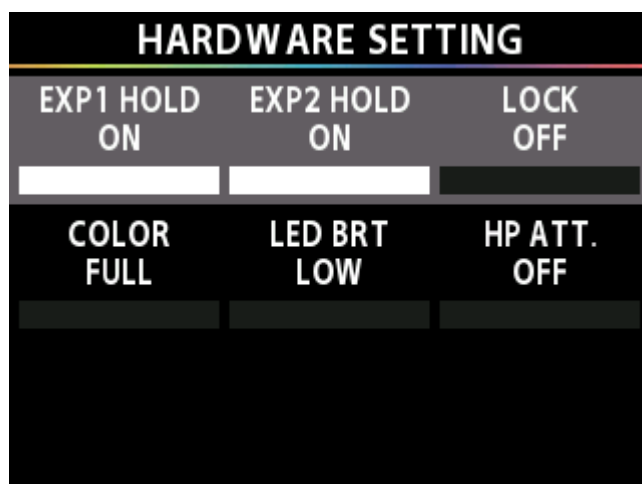 HARDWARE SETTING
EXP1 HOLD EXP2 HOLD LOCK
ON ON OFF
COLOR LED BRT HP ATT.
FULL LOW OFF